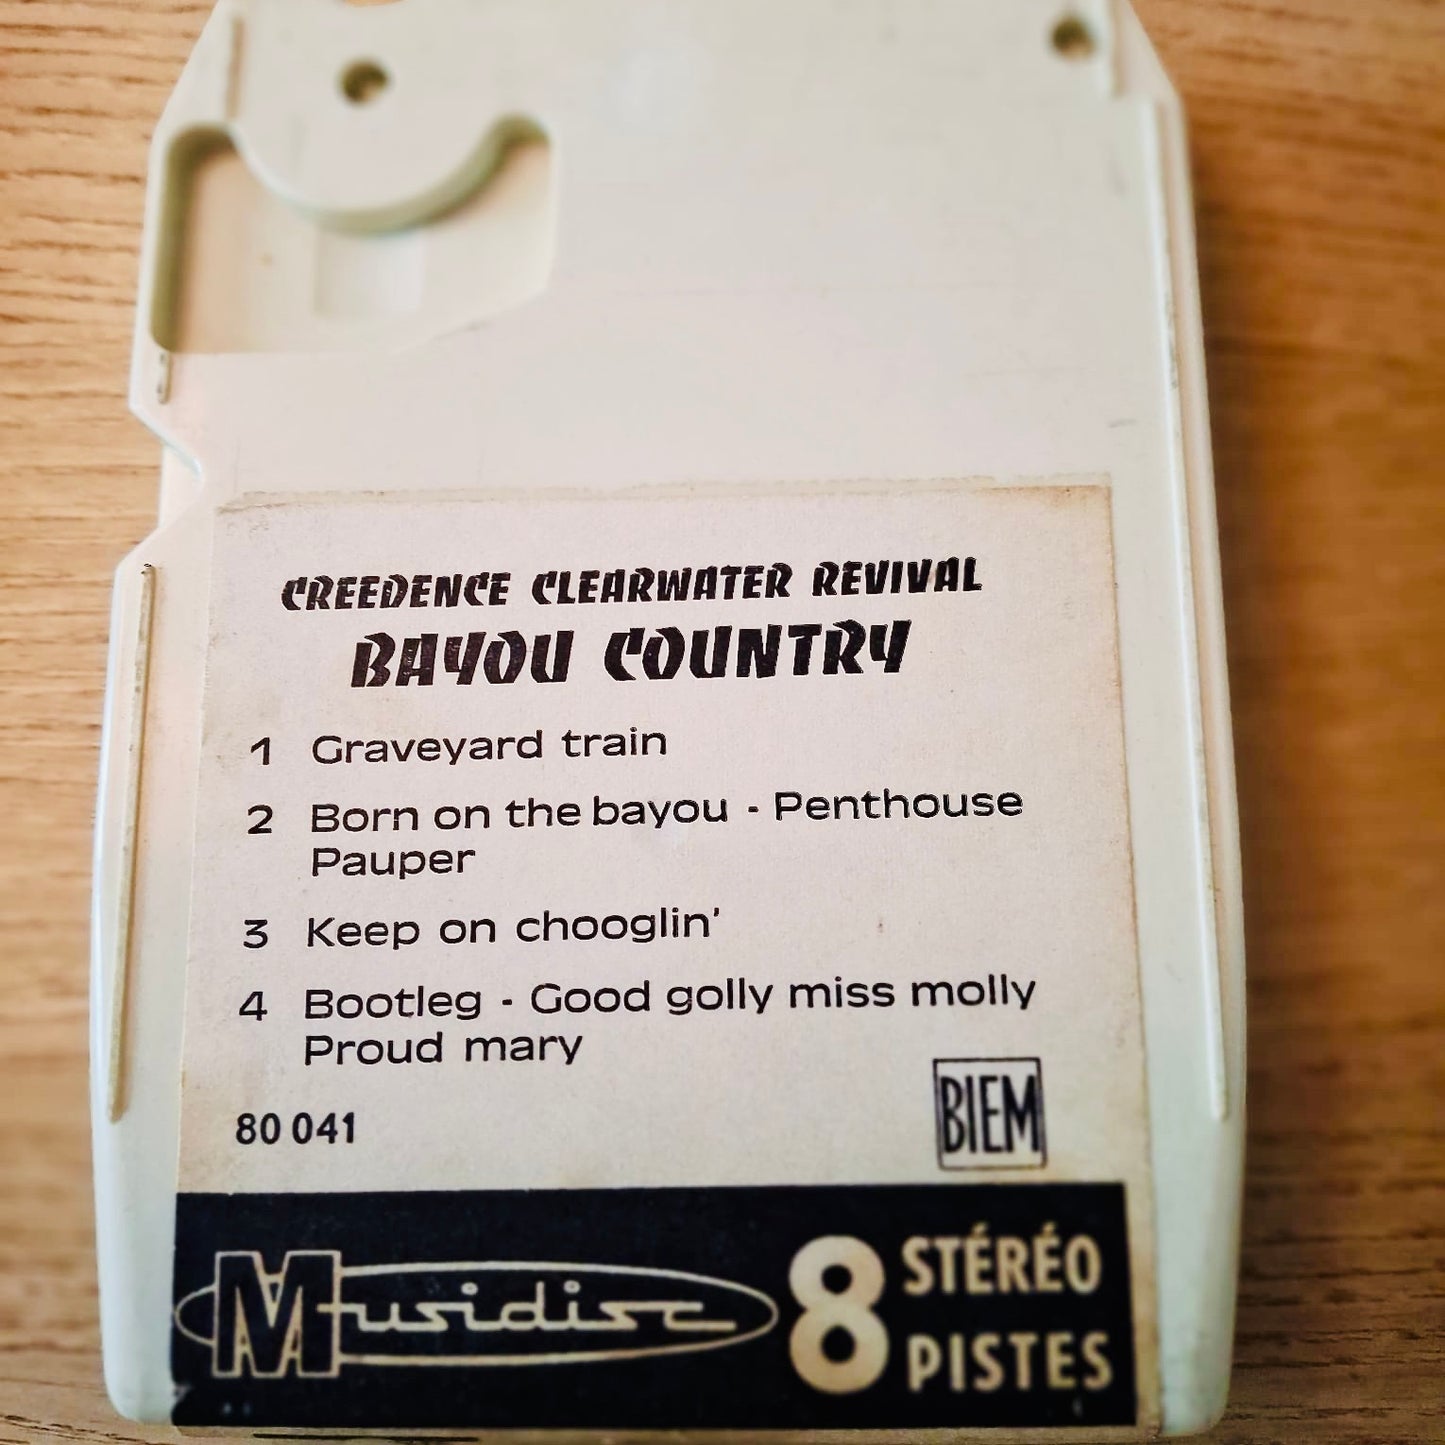 CREEDENCE CLEARWATER REVIVAL
BAYOU COUNTRY
1 Graveyard train
2 Born on the bayou - Penthouse
Pauper
3 Keep on chooglin'
4 Bootleg - Good golly miss molly
Proud mary
80 041
BIEM
Musidisc 8 STÉRÉO
PISTES